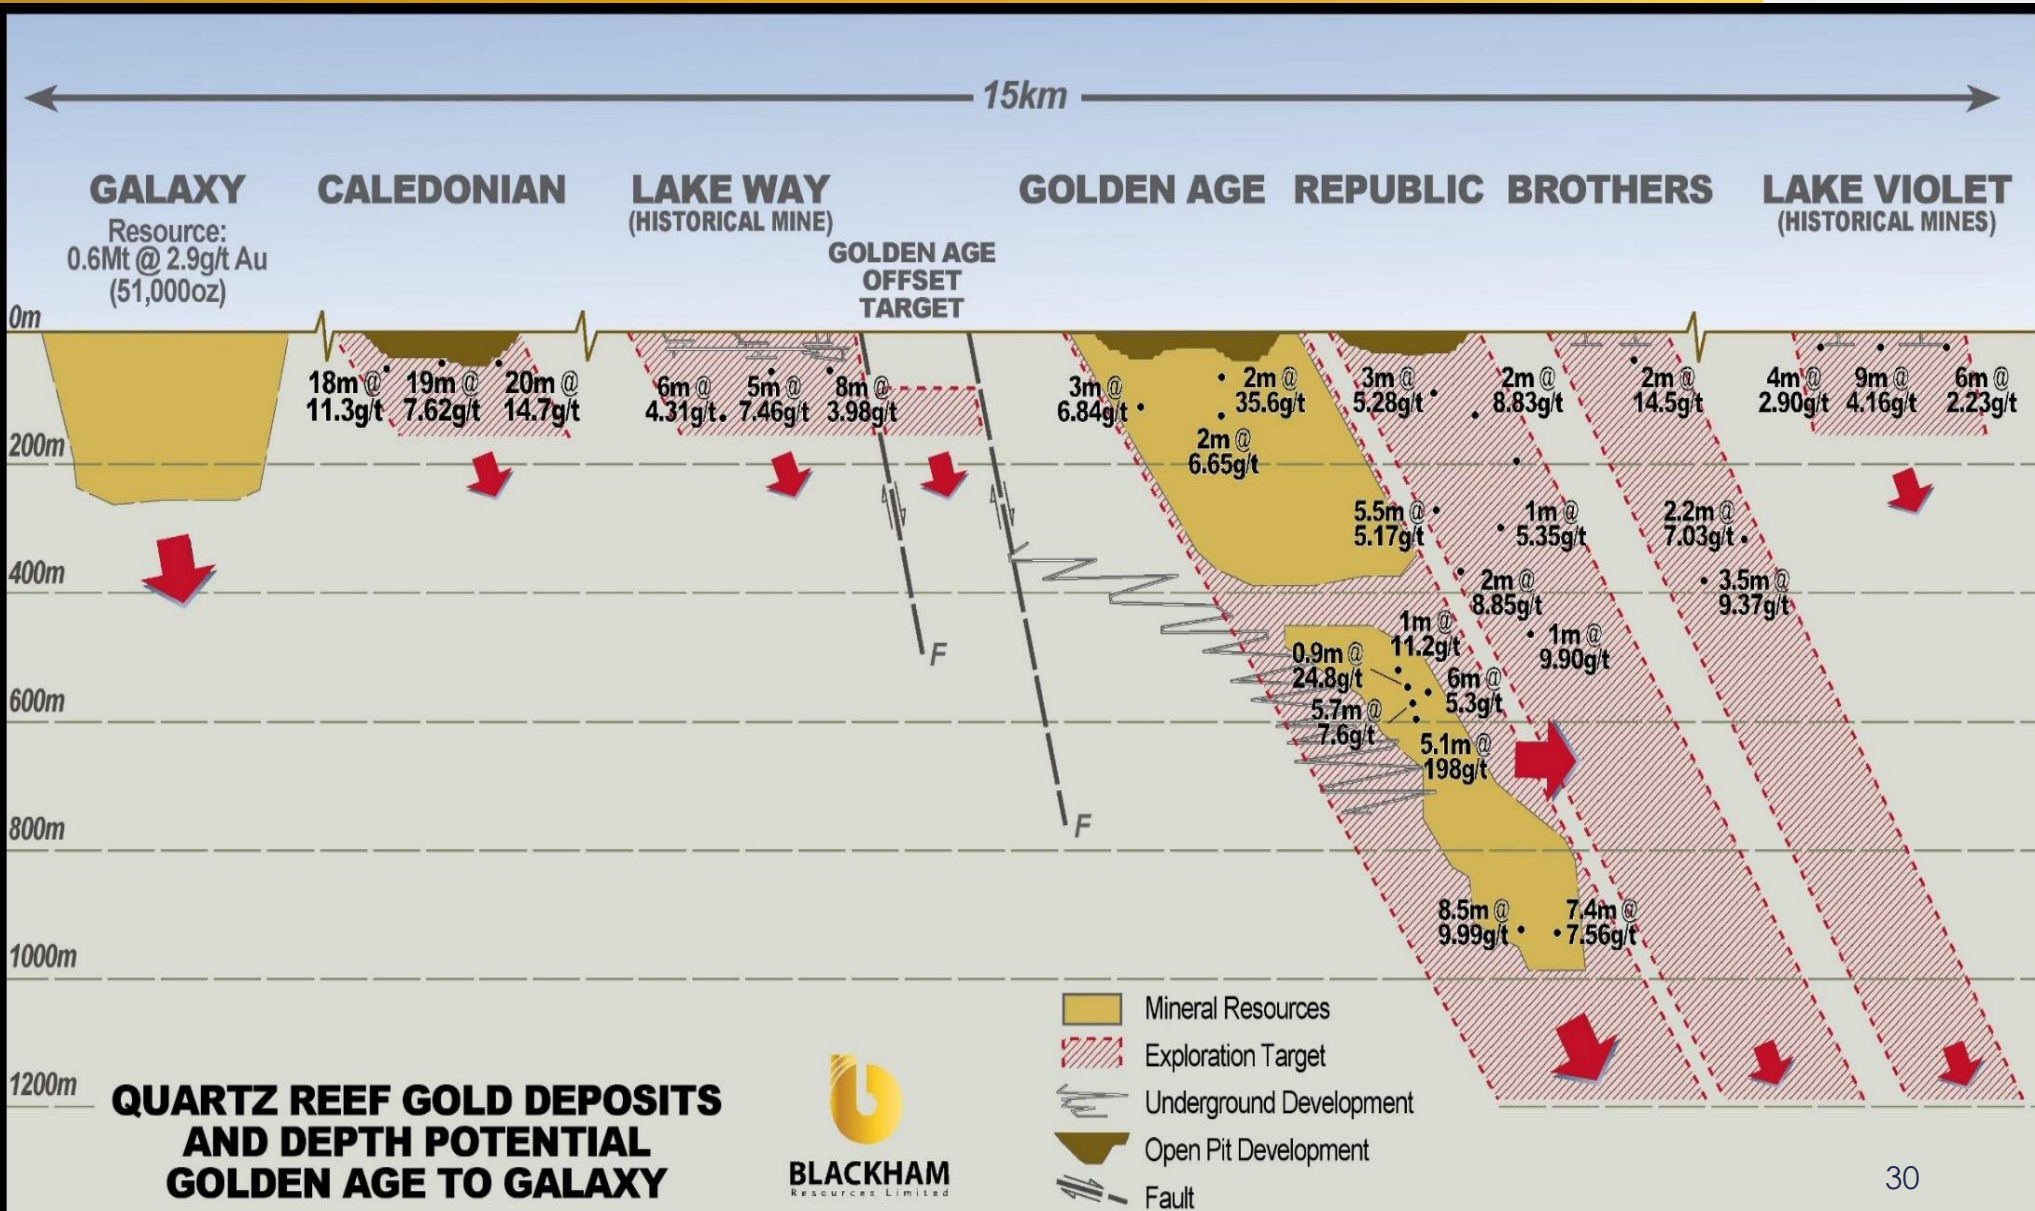 15km
GALAXY
Resource:
0.6Mt @ 2.9g/t Au
(51,000oz)
CALEDONIAN
LAKE WAY
(HISTORICAL MINE)
GOLDEN AGE
OFFSET
TARGET
GOLDEN AGE
REPUBLIC
BROTHERS
LAKE VIOLET
(HISTORICAL MINES)
0m
18m @
11.3g/t
19m @
7.62g/t
20m @
14.7g/t
6m @
4.31g/t
5m @
7.46g/t
8m @
3.98g/t
3m @
6.84g/t
2m @
35.6g/t
2m @
6.65g/t
3m @
5.28g/t
2m @
8.83g/t
2m @
14.5g/t
4m @
2.90g/t
9m @
4.16g/t
6m @
2.23g/t
200m
5.5m @
5.17g/t
1m @
5.35g/t
2.2m @
7.03g/t
400m
2m @
8.85g/t
3.5m @
9.37g/t
1m @
11.2g/t
1m @
9.90g/t
0.9m @
24.8g/t
6m @
5.3g/t
F
600m
5.7m @
7.6g/t
5.1m @
198g/t
800m
F
8.5m @
9.99g/t
7.4m @
7.56g/t
1000m
1200m
QUARTZ REEF GOLD DEPOSITS
AND DEPTH POTENTIAL
GOLDEN AGE TO GALAXY
BLACKHAM
Resources Limited
Mineral Resources
Exploration Target
Underground Development
Open Pit Development
Fault
30